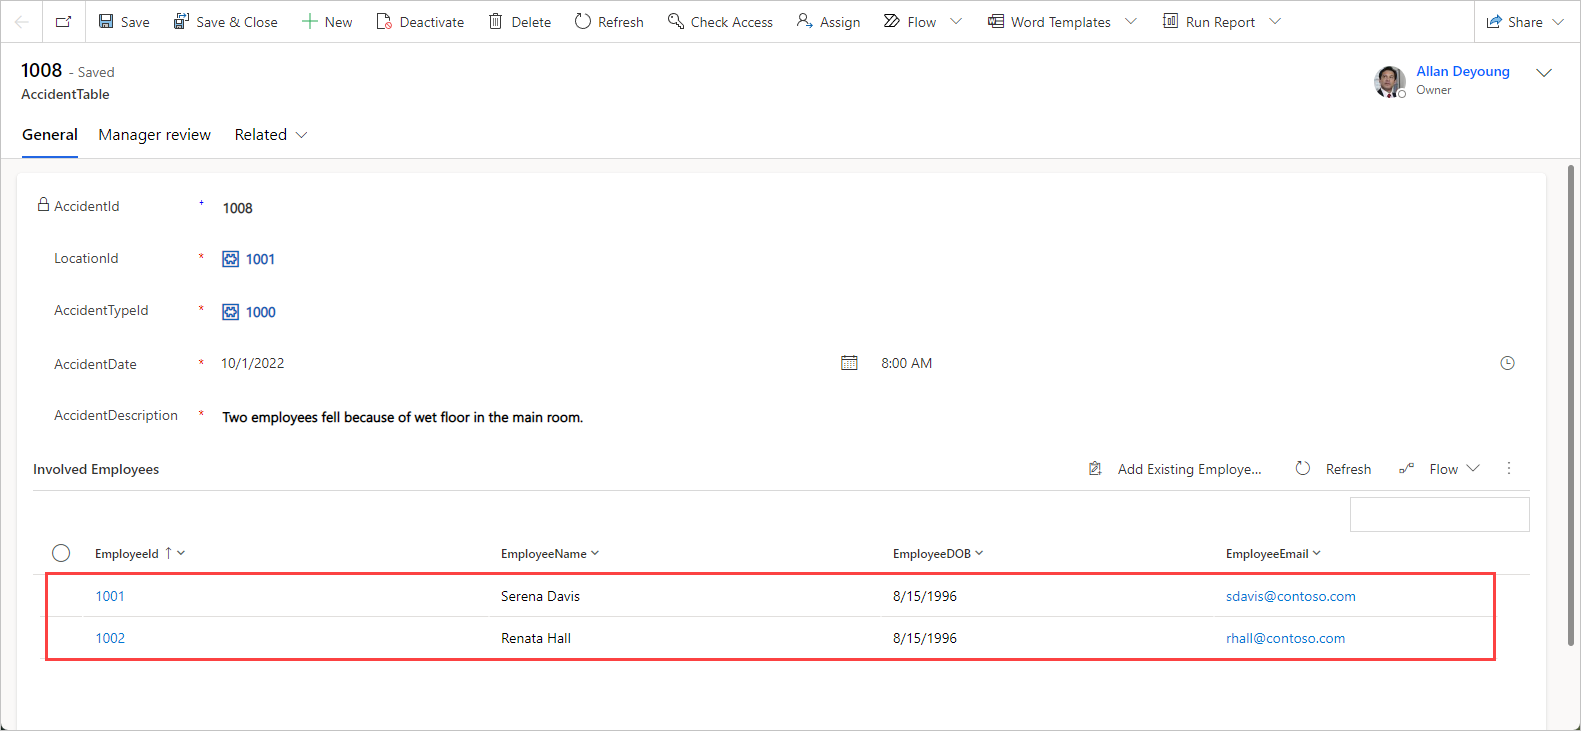 Save Save & Close New Deactivate Delete Refresh Check Access Assign Flow Word Templates Run Report Share
1008 - Saved
AccidentTable
Allan Deyoung
Owner
General Manager review Related
AccidentId + 1008
LocationId * 1001
AccidentTypeId * 1000
AccidentDate * 10/1/2022 8:00 AM
AccidentDescription * Two employees fell because of wet floor in the main room.
Involved Employees Add Existing Employe... Refresh Flow
EmployeeId EmployeeName EmployeeDOB EmployeeEmail
1001 Serena Davis 8/15/1996 sdavis@contoso.com
1002 Renata Hall 8/15/1996 rhall@contoso.com